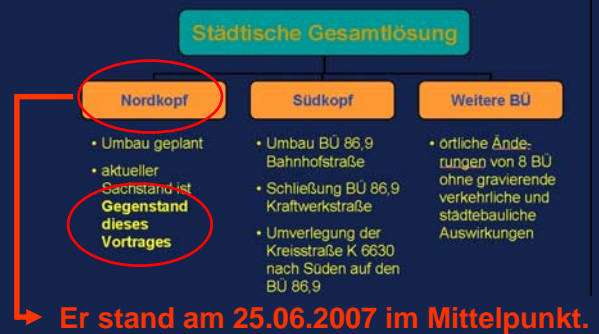 Städtische Gesamtlösung
Nordkopf
• Umbau geplant
• aktueller
Sachstand ist
Gegenstand
dieses
Vortrages
Südkopf
• Umbau BÜ 86,9
Bahnhofstraße
• Schließung BÜ 86,9
Kraftwerkstraße
• Umverlegung der
Kreisstraße K 6630
nach Süden auf den
BÜ 86,9
Weitere BÜ
• örtliche Ände-
rungen von 8 BÜ
ohne gravierende
verkehrliche und
städtebauliche
Auswirkungen
Er stand am 25.06.2007 im Mittelpunkt.